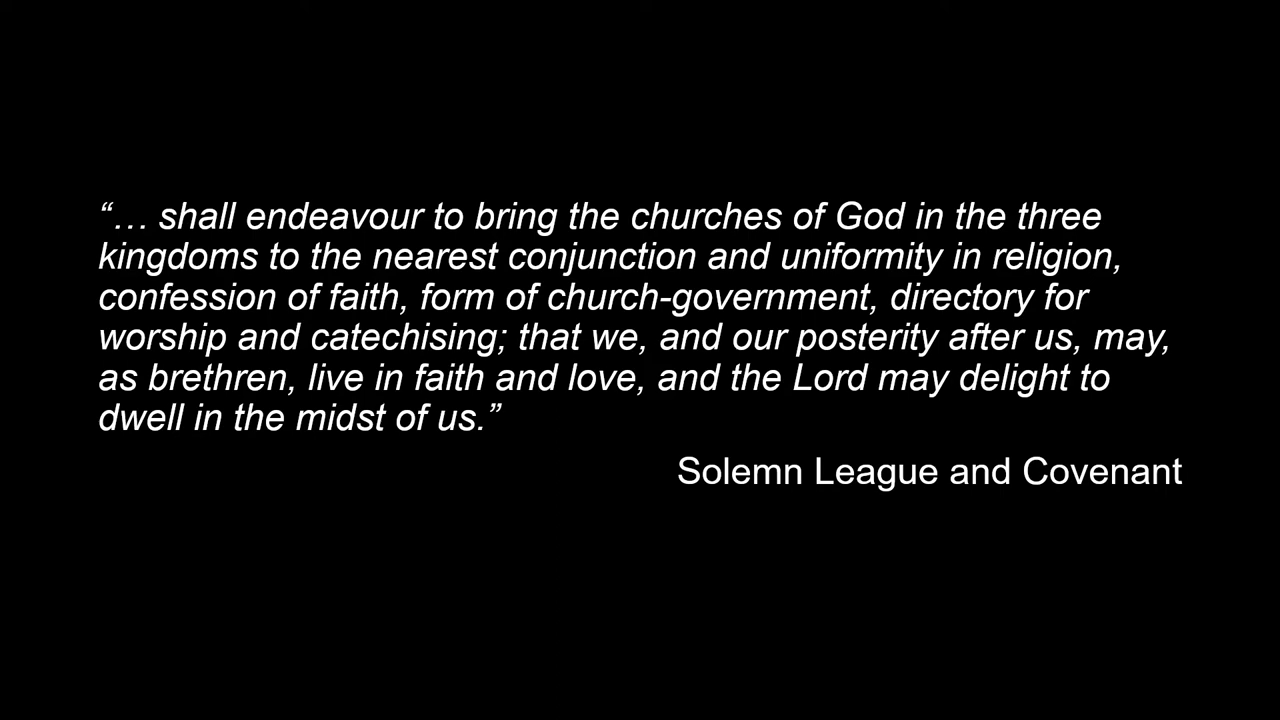 “… shall endeavour to bring the churches of God in the three
kingdoms to the nearest conjunction and uniformity in religion,
confession of faith, form of church-government, directory for
worship and catechising; that we, and our posterity after us, may,
as brethren, live in faith and love, and the Lord may delight to
dwell in the midst of us.”
Solemn League and Covenant